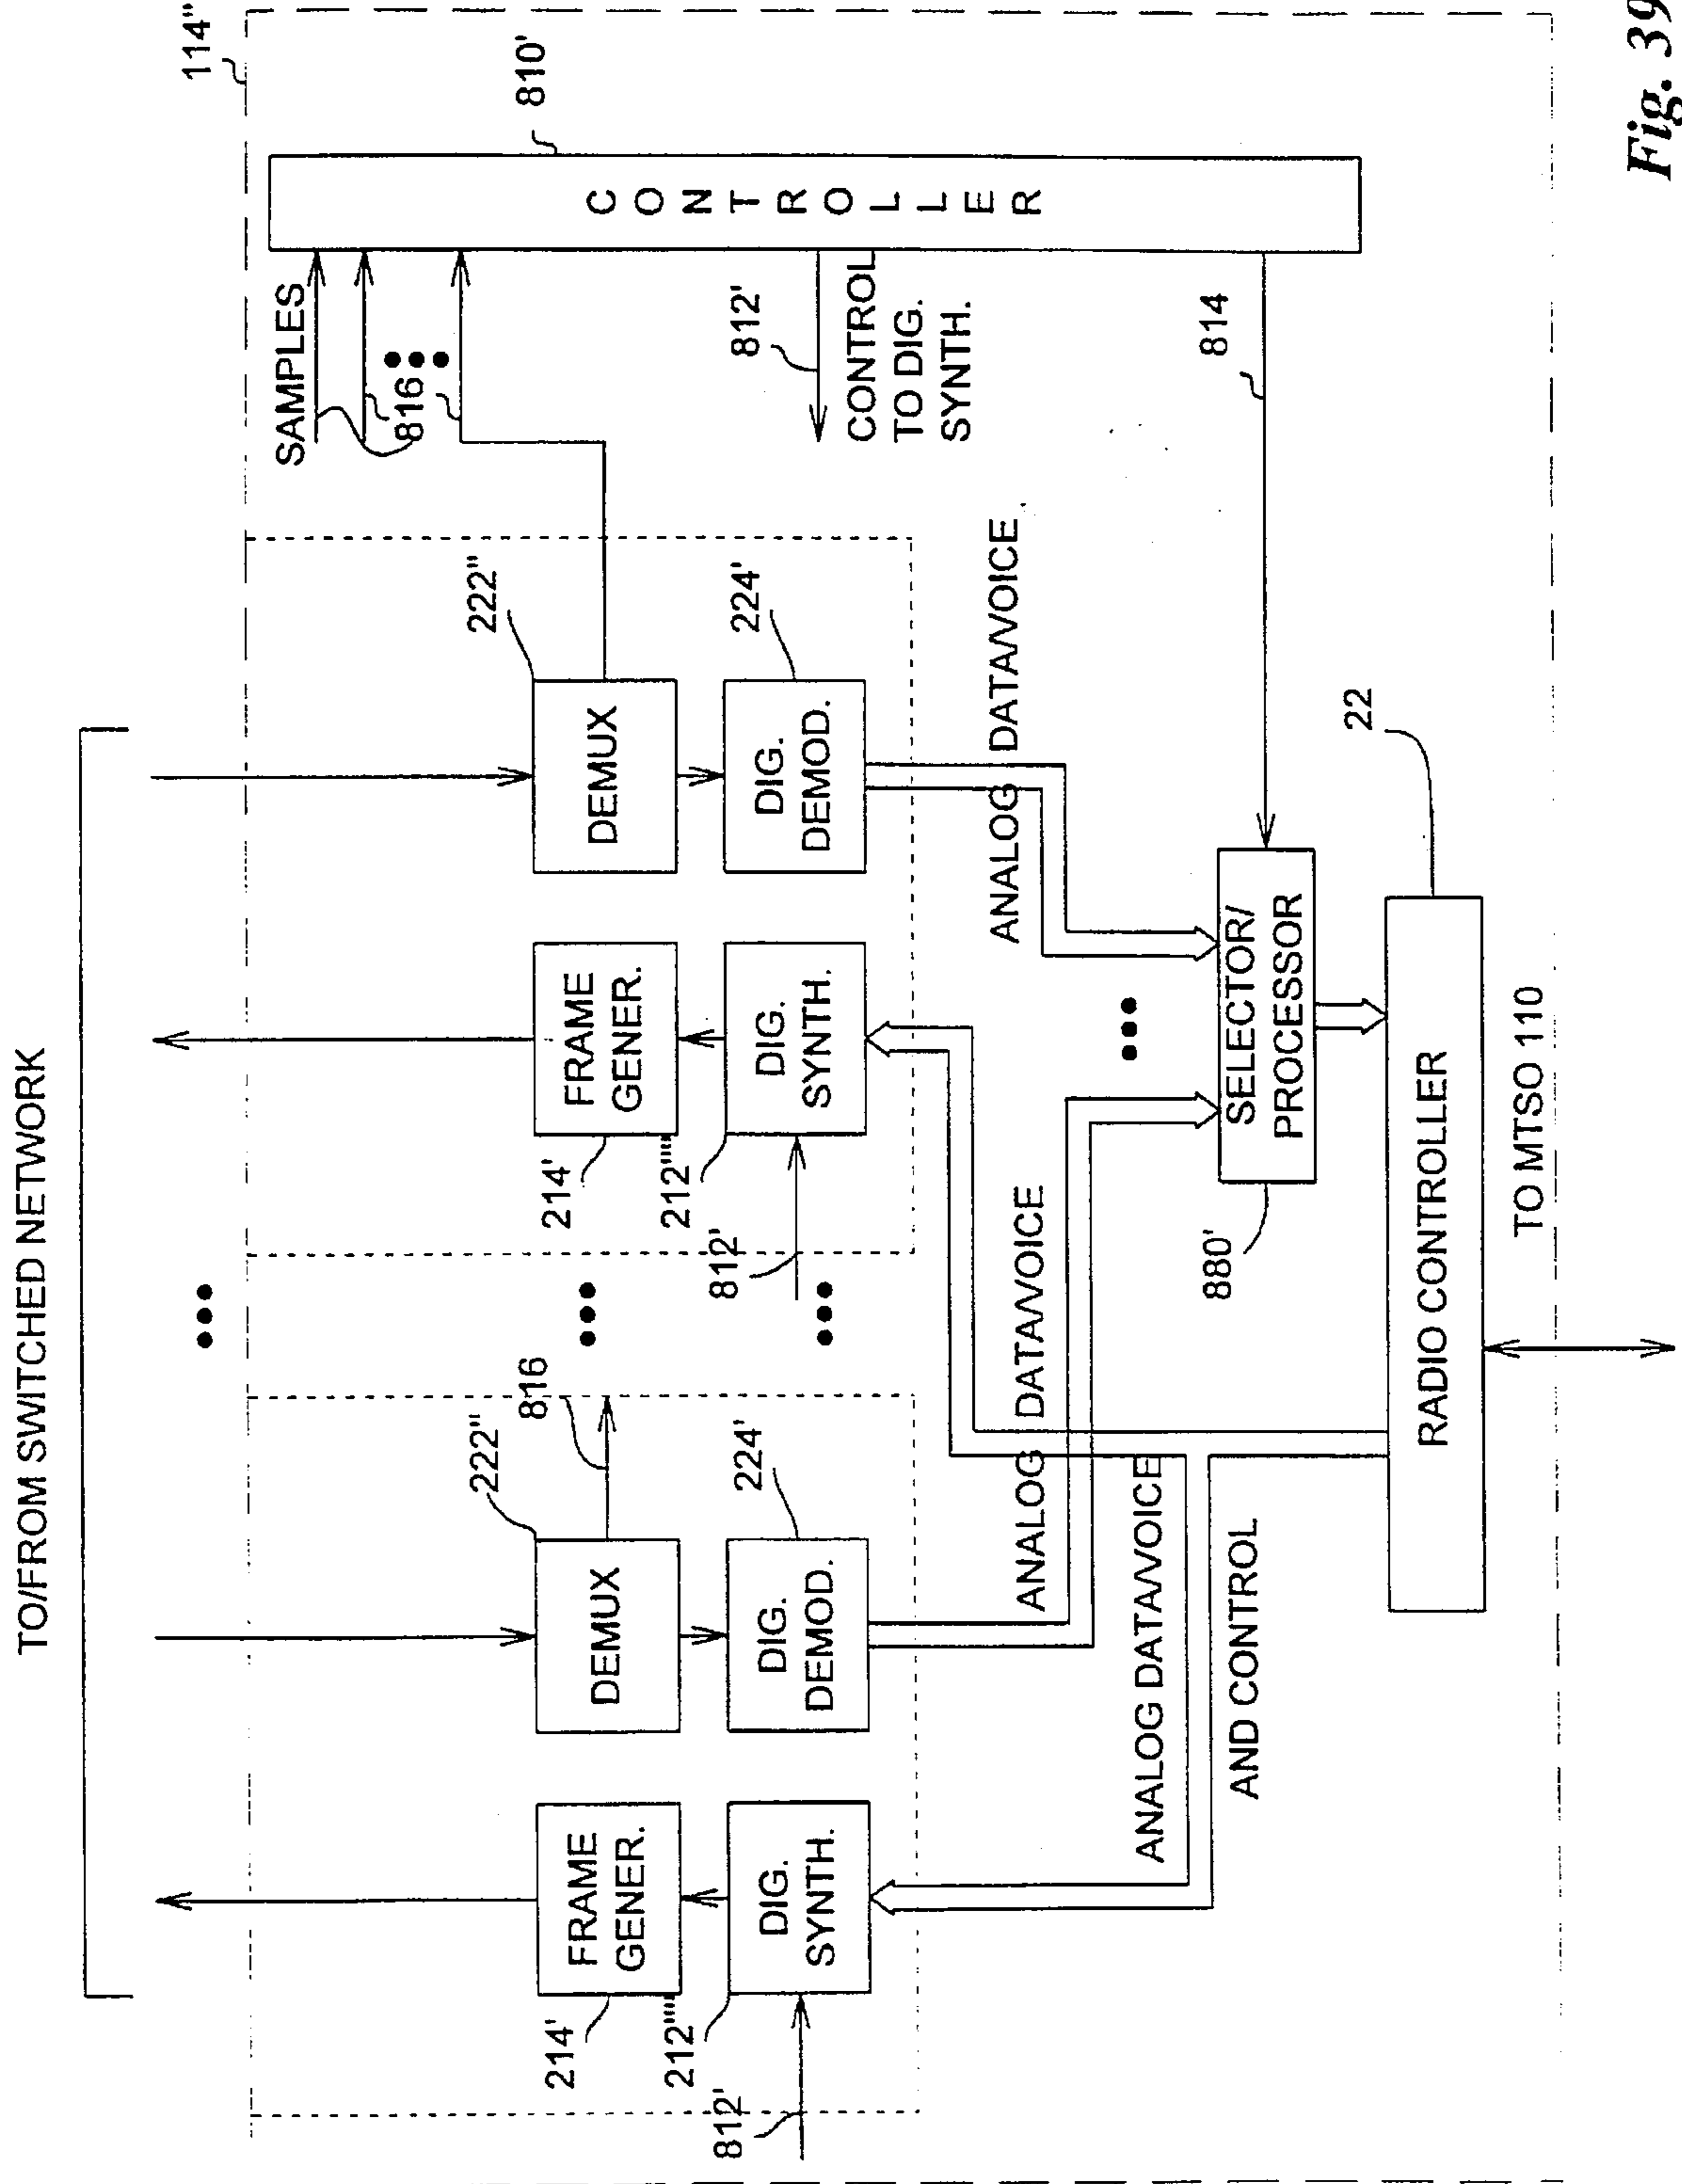 TO/FROM SWITCHED NETWORK
114"
214'
FRAME
GENER.
222"
DEMUX
816
214'
FRAME
GENER.
222"
DEMUX
SAMPLES
816
810'
CONTROLLER
812'
212""'
DIG.
SYNTH.
224'
DIG.
DEMOD.
812'
212""'
DIG.
SYNTH.
224'
DIG.
DEMOD.
812'
CONTROL
TO DIG.
SYNTH.
ANALOG DATA/VOICE
ANALOG DATA/VOICE
ANALOG DATA/VOICE
AND CONTROL
814
880'
SELECTOR/
PROCESSOR
22
RADIO CONTROLLER
TO MTSO 110
Fig. 39